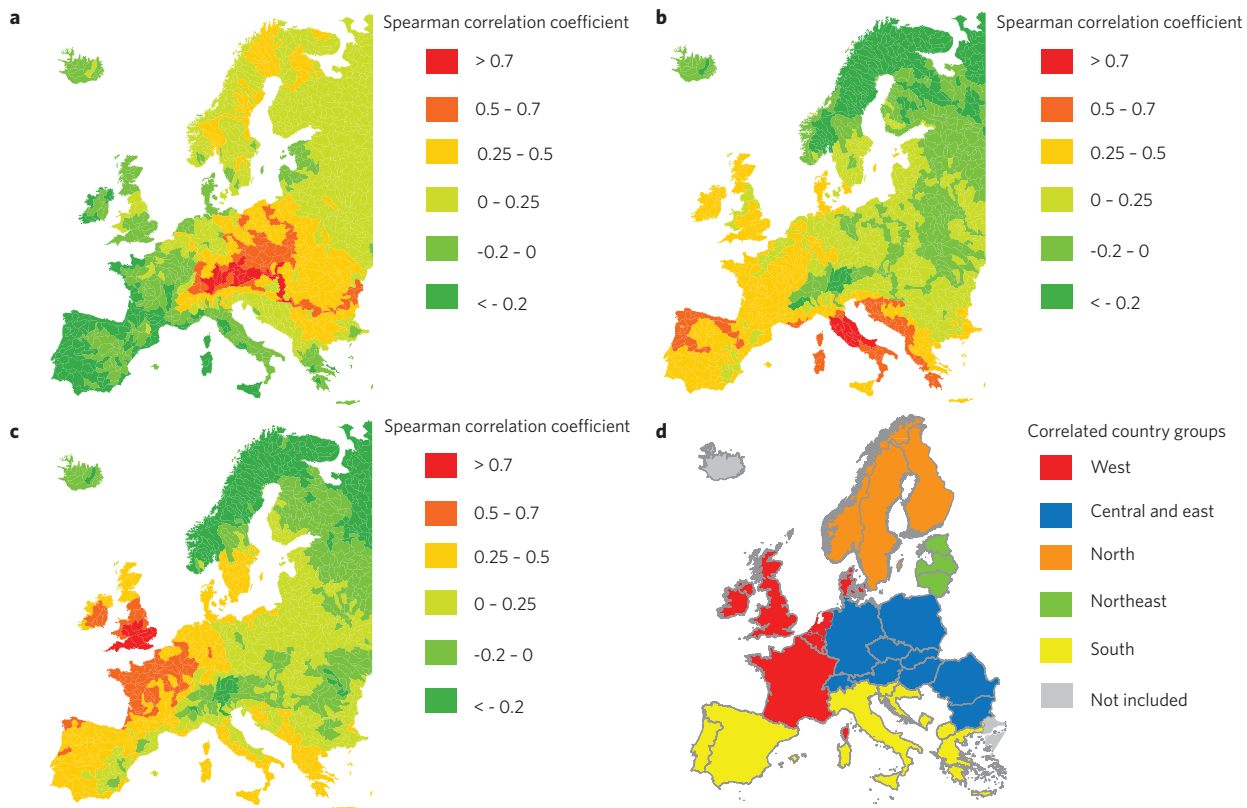 a
Spearman correlation coefficient
> 0.7
0.5 – 0.7
0.25 – 0.5
0 – 0.25
-0.2 – 0
< - 0.2
b
Spearman correlation coefficient
> 0.7
0.5 – 0.7
0.25 – 0.5
0 – 0.25
-0.2 – 0
< - 0.2
c
Spearman correlation coefficient
> 0.7
0.5 – 0.7
0.25 – 0.5
0 – 0.25
-0.2 – 0
< - 0.2
d
Correlated country groups
West
Central and east
North
Northeast
South
Not included